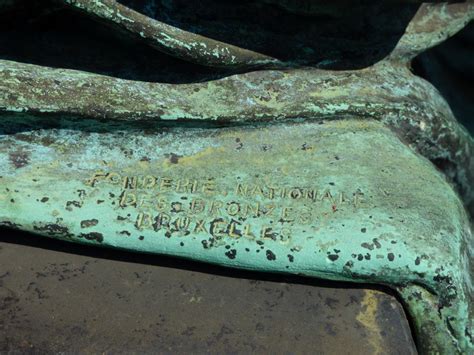 FONDERIE NATIONALE
DES BRONZES
BRUXELLES